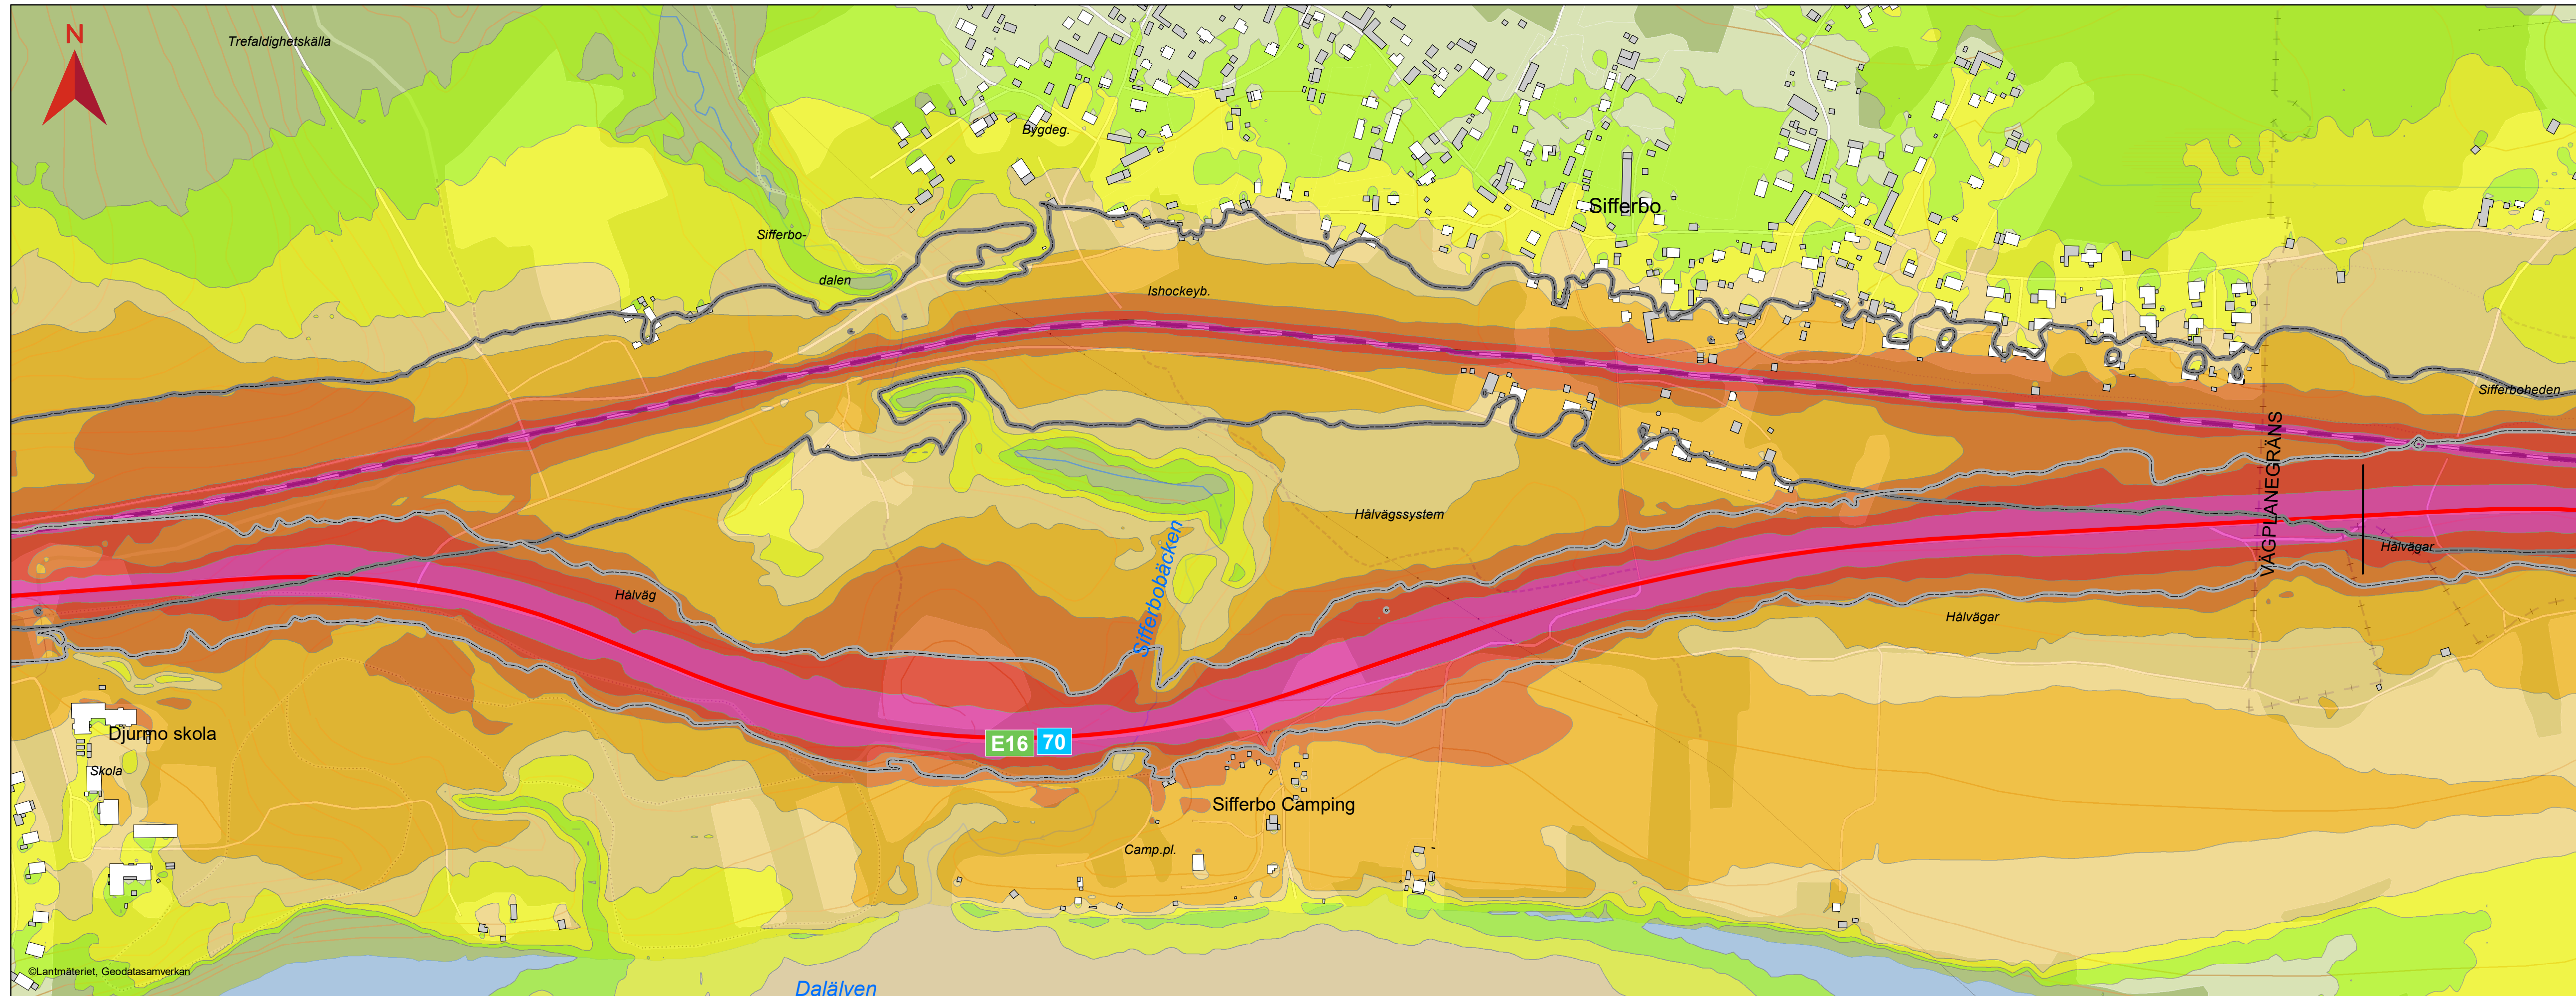 Trefaldighetskälla
N
Bygdeg.
Sifferbo
Sifferbo-
dalen
Ishockeyb.
Sifferboheden
VÄGPLANEGRÄNS
Hålvägssystem
Hålvägar
Sifferbobäcken
Hålväg
Hålvägar
Djurmo skola
E16 70
Skola
Sifferbo Camping
Camp.pl.
©Lantmäteriet, Geodatasamverkan
Dalälven